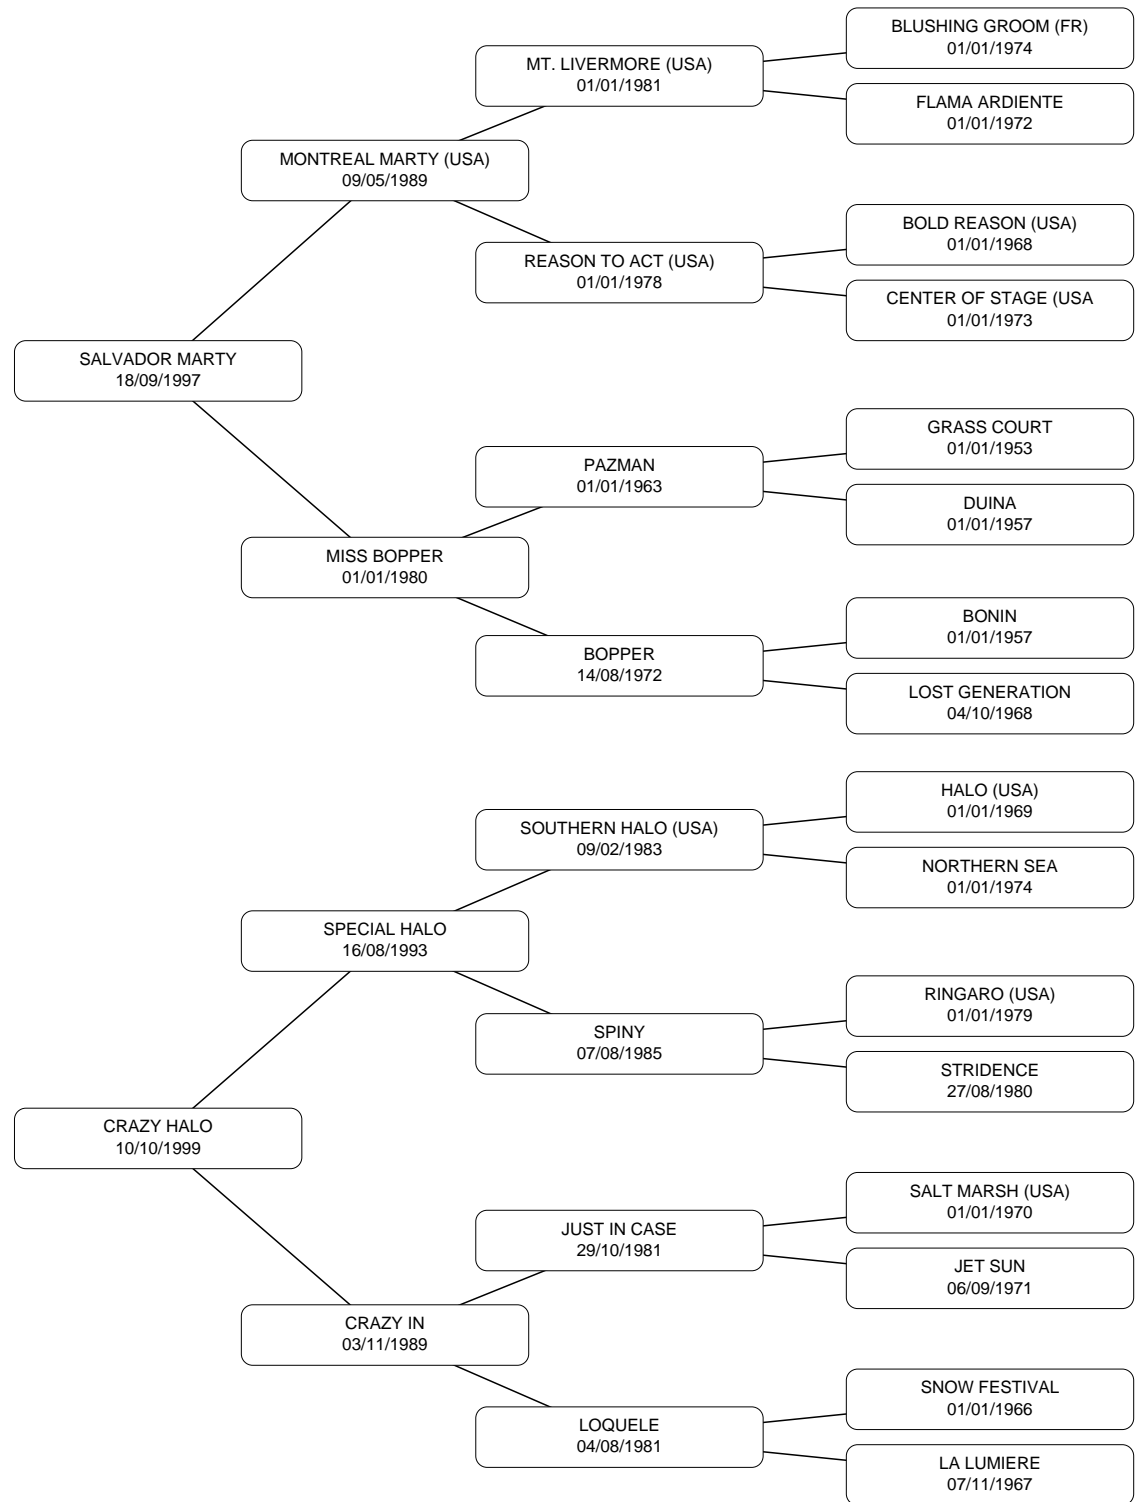 BLUSHING GROOM (FR)
01/01/1974
MT. LIVERMORE (USA)
01/01/1981
FLAMA ARDIENTE
01/01/1972
MONTREAL MARTY (USA)
09/05/1989
BOLD REASON (USA)
01/01/1968
REASON TO ACT (USA)
01/01/1978
CENTER OF STAGE (USA
01/01/1973
SALVADOR MARTY
18/09/1997
GRASS COURT
01/01/1953
PAZMAN
01/01/1963
DUINA
01/01/1957
MISS BOPPER
01/01/1980
BONIN
01/01/1957
BOPPER
14/08/1972
LOST GENERATION
04/10/1968
HALO (USA)
01/01/1969
SOUTHERN HALO (USA)
09/02/1983
NORTHERN SEA
01/01/1974
SPECIAL HALO
16/08/1993
RINGARO (USA)
01/01/1979
SPINY
07/08/1985
STRIDENCE
27/08/1980
CRAZY HALO
10/10/1999
SALT MARSH (USA)
01/01/1970
JUST IN CASE
29/10/1981
JET SUN
06/09/1971
CRAZY IN
03/11/1989
SNOW FESTIVAL
01/01/1966
LOQUELE
04/08/1981
LA LUMIERE
07/11/1967